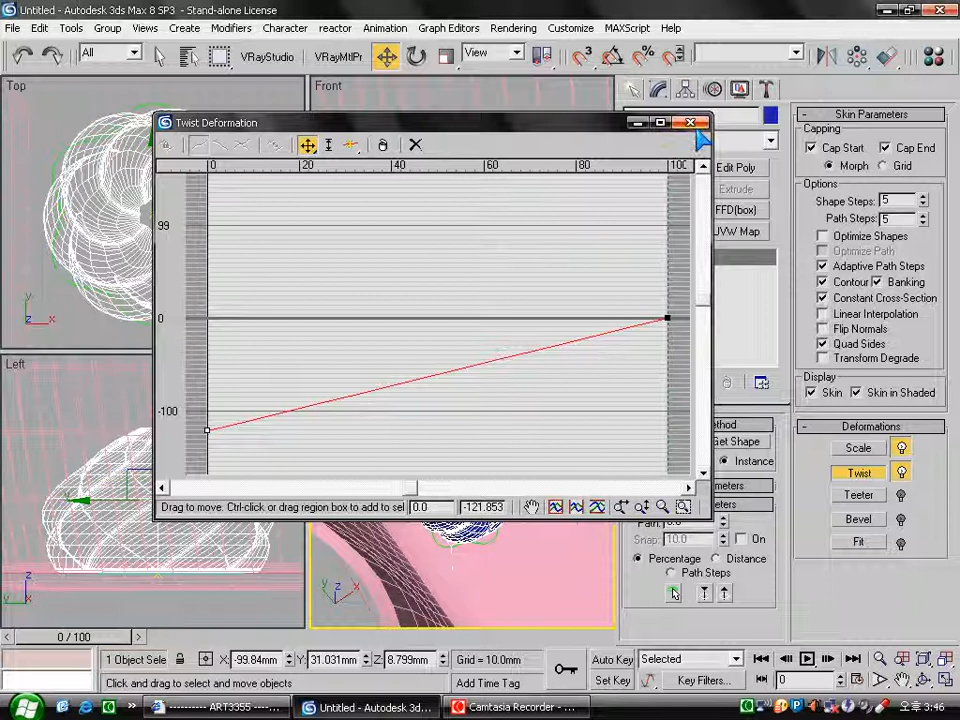 Untitled - Autodesk 3ds Max 8 SP3 - Stand-alone License
File Edit Tools Group Views Create Modifiers Character reactor Animation Graph Editors Rendering Customize MAXScript Help
All
VRayStudio
VRayMtlPr
View
3
%
Top
Front
Twist Deformation
0 20 40 60 80 100
99
0
-100
Drag to move. Ctrl-click or drag region box to add to sel
0.0
-121.853
Left
Edit Poly
Extrude
FFD(box)
UVW Map
Get Shape
Instance
Snap: 10.0
On
Percentage
Distance
Path Steps
Skin Parameters
Capping
Cap Start
Cap End
Morph
Grid
Options
Shape Steps: 5
Path Steps: 5
Optimize Shapes
Optimize Path
Adaptive Path Steps
Contour
Banking
Constant Cross-Section
Linear Interpolation
Flip Normals
Quad Sides
Transform Degrade
Display
Skin
Skin in Shaded
Deformations
Scale
Twist
Teeter
Bevel
Fit
y
x
z
x
z
y
z
x
y
0 / 100
1 Object Sele
X: -99.84mm
Y: 31.031mm
Z: 8.799mm
Grid = 10.0mm
Auto Key
Selected
Click and drag to select and move objects
Add Time Tag
Set Key
Key Filters...
0
---------- ART3355 -----...
Untitled - Autodesk 3d...
Camtasia Recorder - ...
오후 3:46